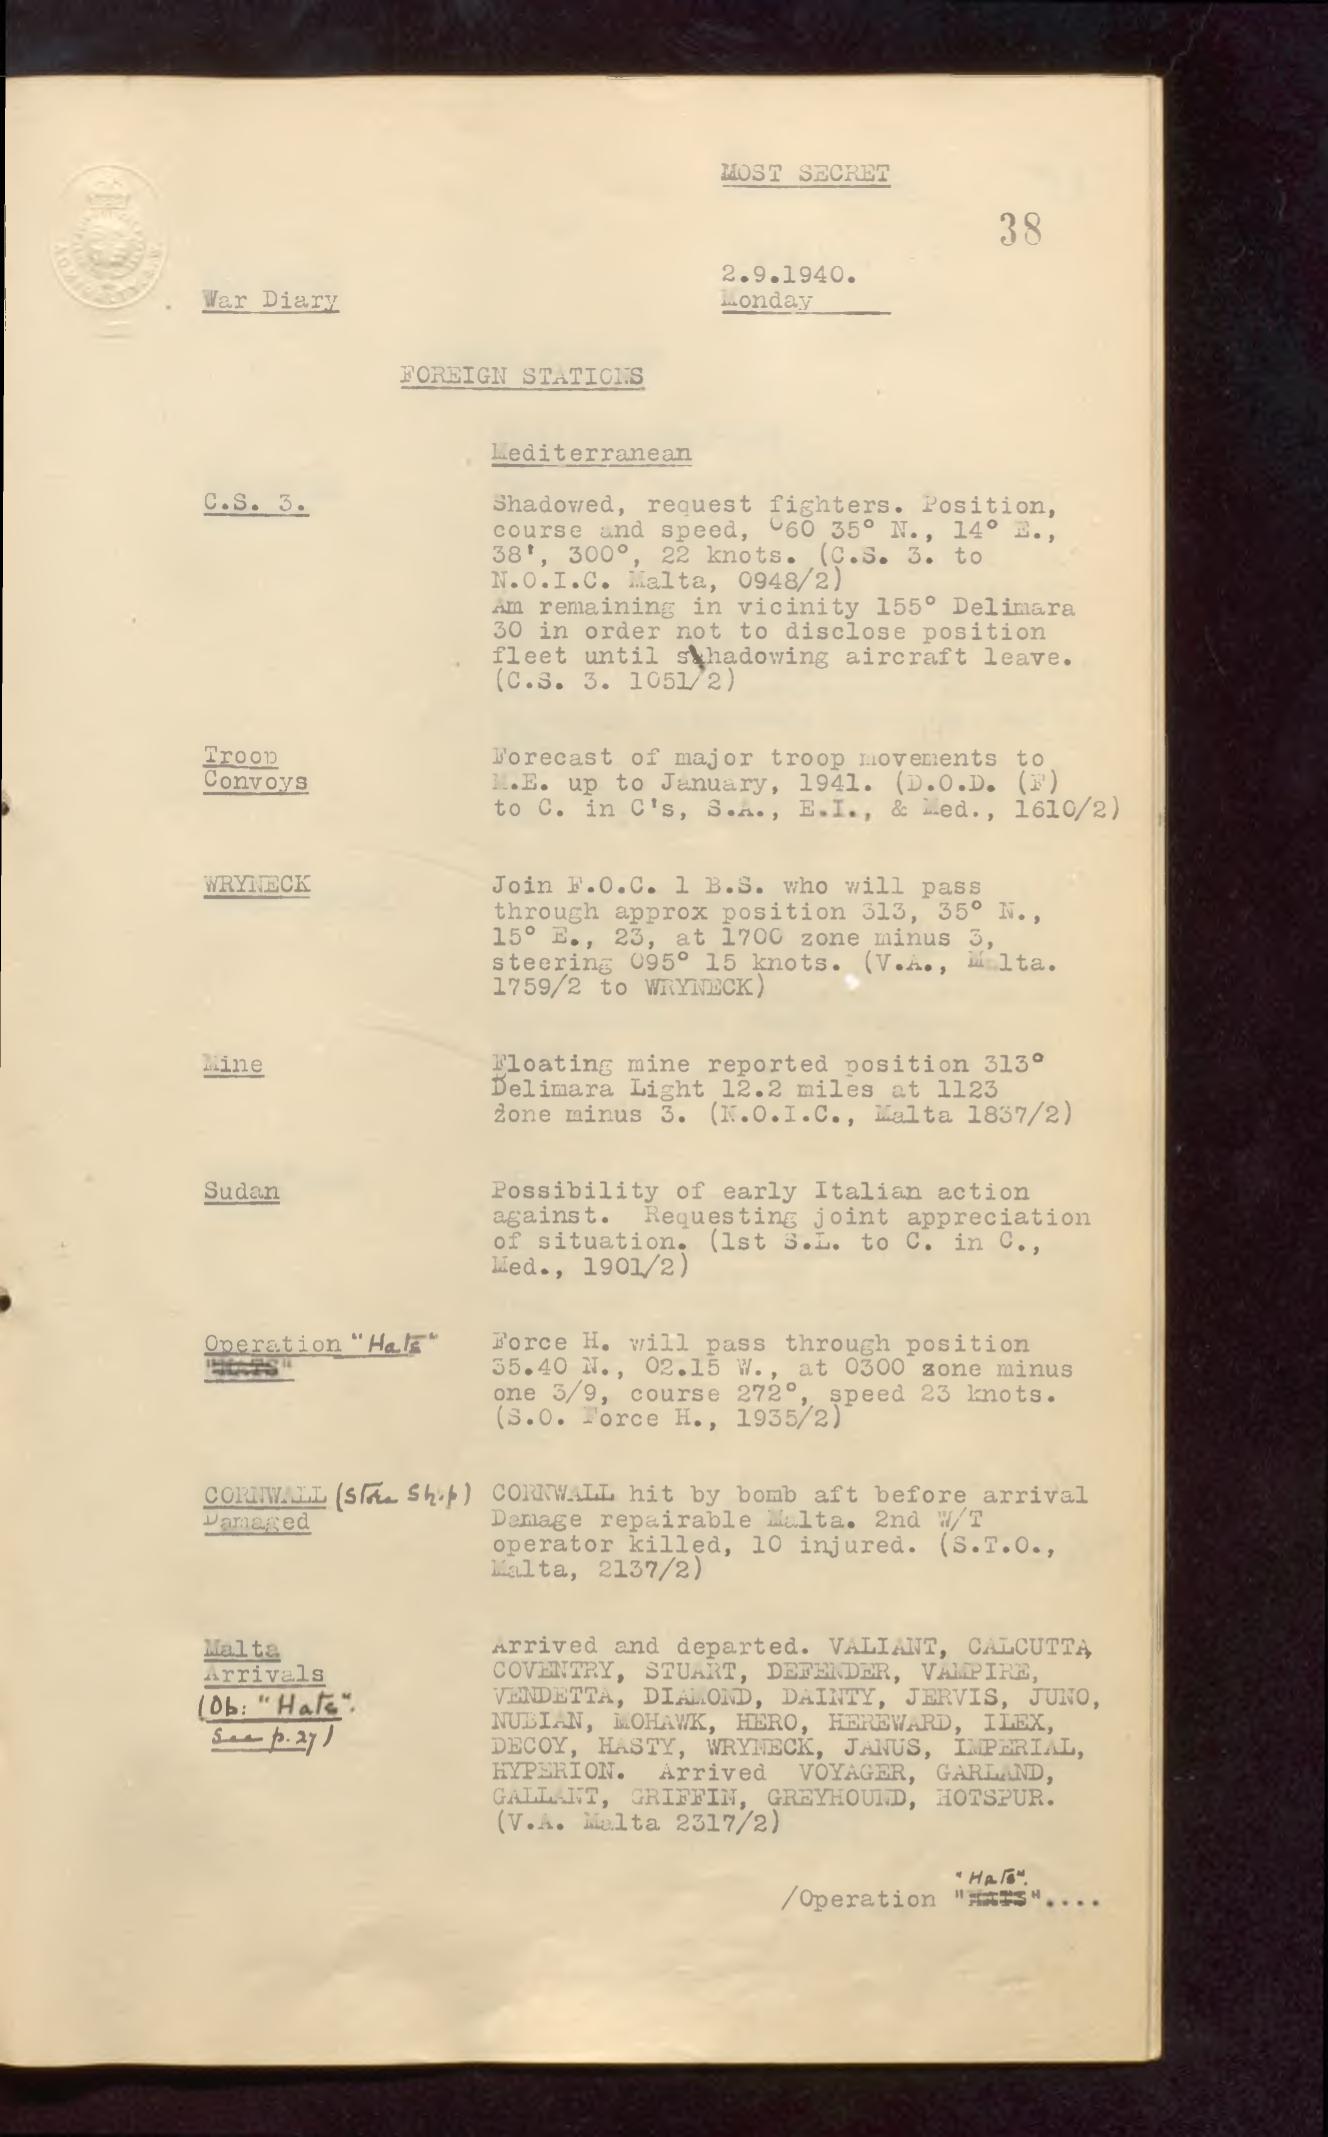 MOST SECRET
38
2.9.1940.
War Diary
Monday
FOREIGN STATIONS
Mediterranean
C.S. 3.
Shadowed, request fighters. Position,
course and speed, 060 35° N., 14° E.,
38', 300°, 22 knots. (C.S. 3. to
N.O.I.C. Malta, 0948/2)
Am remaining in vicinity 155° Delimara
30 in order not to disclose position
fleet until shadowing aircraft leave.
(C.S. 3. 1051/2)
Troop
Convoys
Forecast of major troop movements to
M.E. up to January, 1941. (D.O.D. (F)
to C. in C's, S.A., E.I., & Med., 1610/2)
WRYNECK
Join F.O.C. 1 B.S. who will pass
through approx position 313, 35° N.,
15° E., 23, at 1700 zone minus 3,
steering 095° 15 knots. (V.A., Malta.
1759/2 to WRYNECK)
Mine
Floating mine reported position 313°
Delimara Light 12.2 miles at 1123
zone minus 3. (N.O.I.C., Malta 1837/2)
Sudan
Possibility of early Italian action
against. Requesting joint appreciation
of situation. (1st S.L. to C. in C.,
Med., 1901/2)
Operation "Hats"
"HATS"
Force H. will pass through position
35.40 N., 02.15 W., at 0300 zone minus
one 3/9, course 272°, speed 23 knots.
(S.O. Force H., 1935/2)
CORNWALL (Store Ship)
Damaged
CORNWALL hit by bomb aft before arrival
Damage repairable Malta. 2nd W/T
operator killed, 10 injured. (S.T.O.,
Malta, 2137/2)
Malta
Arrivals
(Ob: "Hats".
See p.27)
Arrived and departed. VALIANT, CALCUTTA
COVENTRY, STUART, DEFENDER, VAMPIRE,
VENDETTA, DIAMOND, DAINTY, JERVIS, JUNO,
NUBIAN, MOHAWK, HERO, HEREWARD, ILEX,
DECOY, HASTY, WRYNECK, JANUS, IMPERIAL,
HYPERION. Arrived VOYAGER, GARLAND,
GALLANT, GRIFFIN, GREYHOUND, HOTSPUR.
(V.A. Malta 2317/2)
"Hats".
/Operation "HATS"....